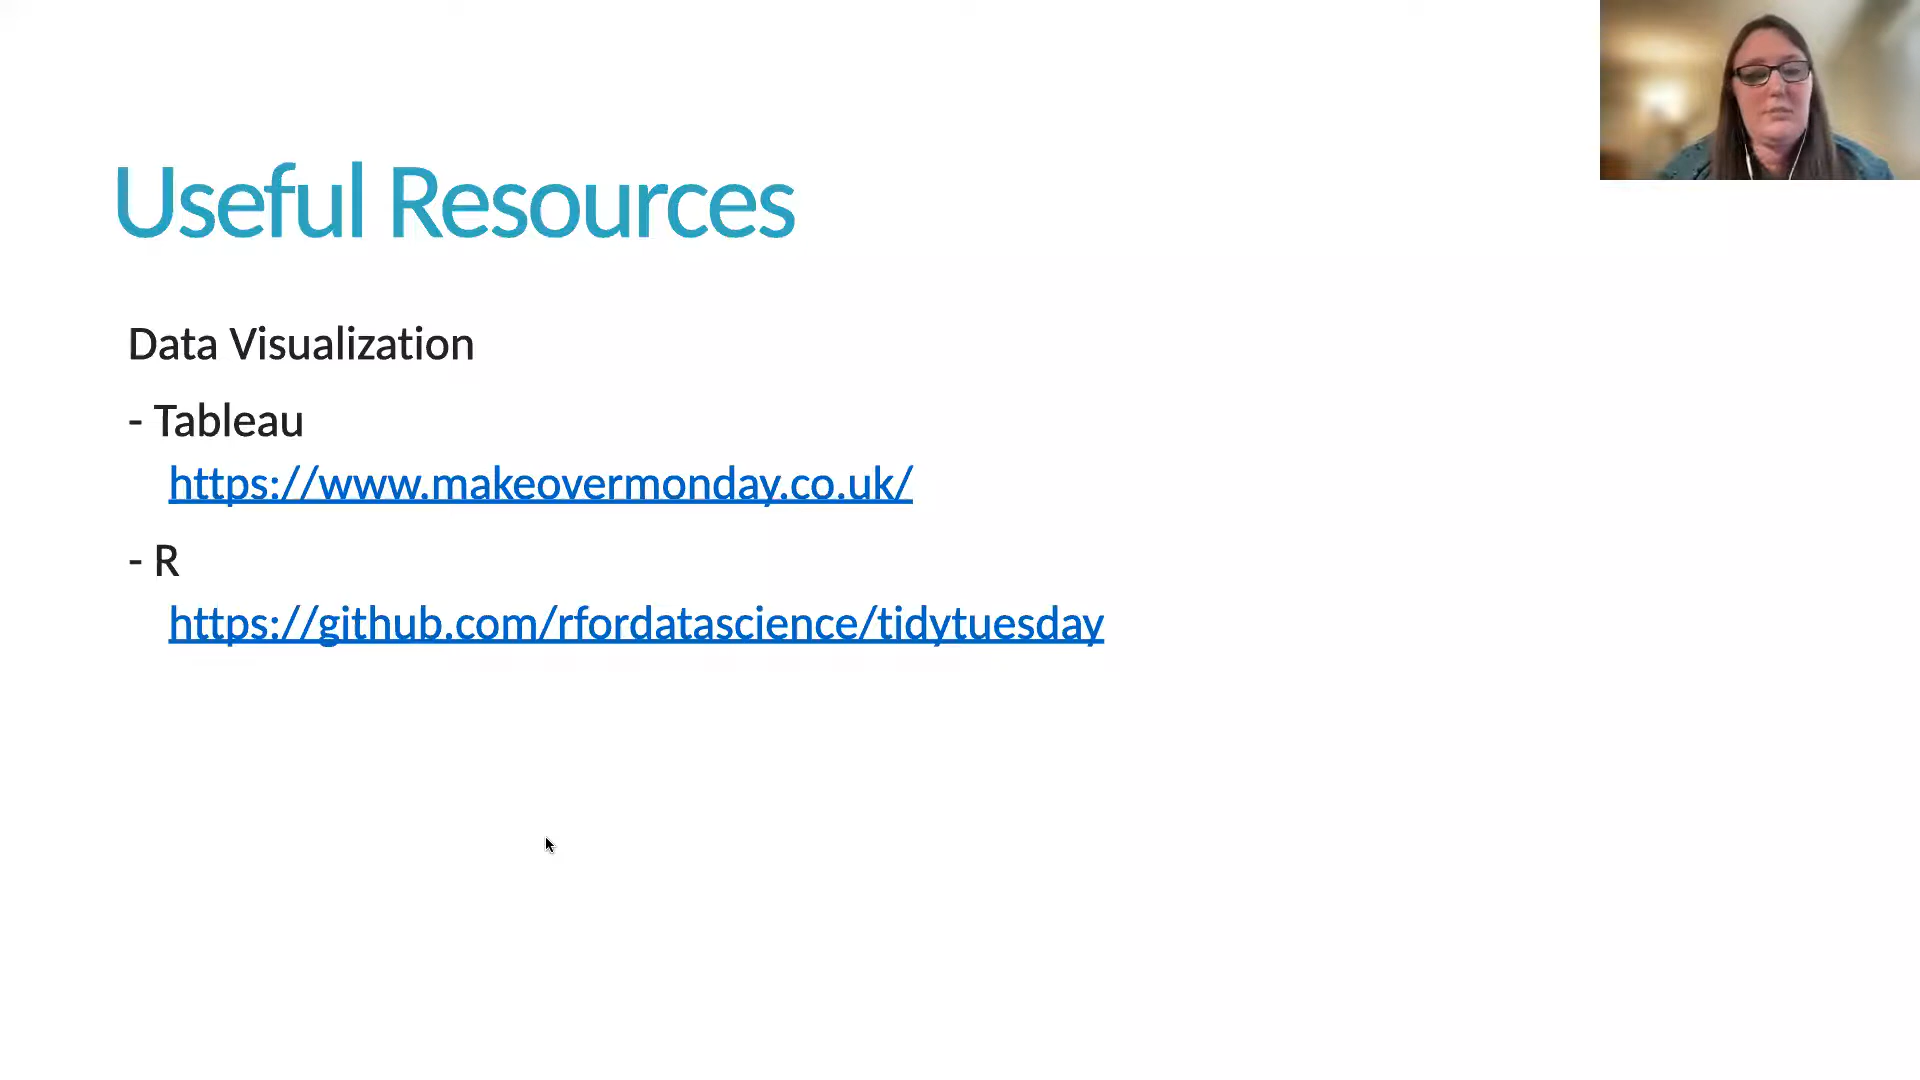 Useful Resources
Data Visualization
- Tableau
https://www.makeovermonday.co.uk/
- R
https://github.com/rfordatascience/tidytuesday